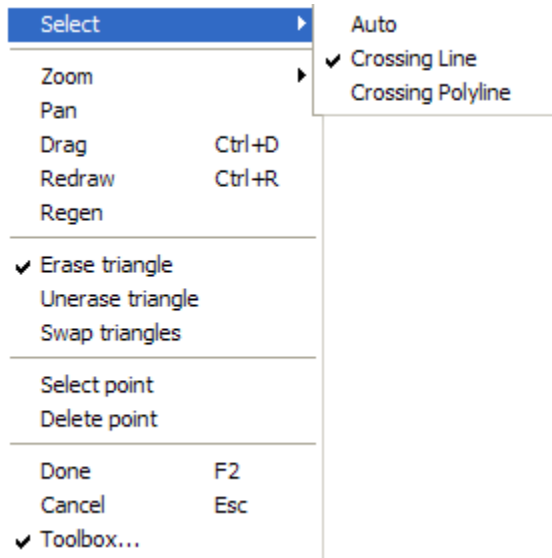 Select
Zoom
Pan
Drag Ctrl+D
Redraw Ctrl+R
Regen
Erase triangle
Unerase triangle
Swap triangles
Select point
Delete point
Done F2
Cancel Esc
Toolbox...
Auto
Crossing Line
Crossing Polyline